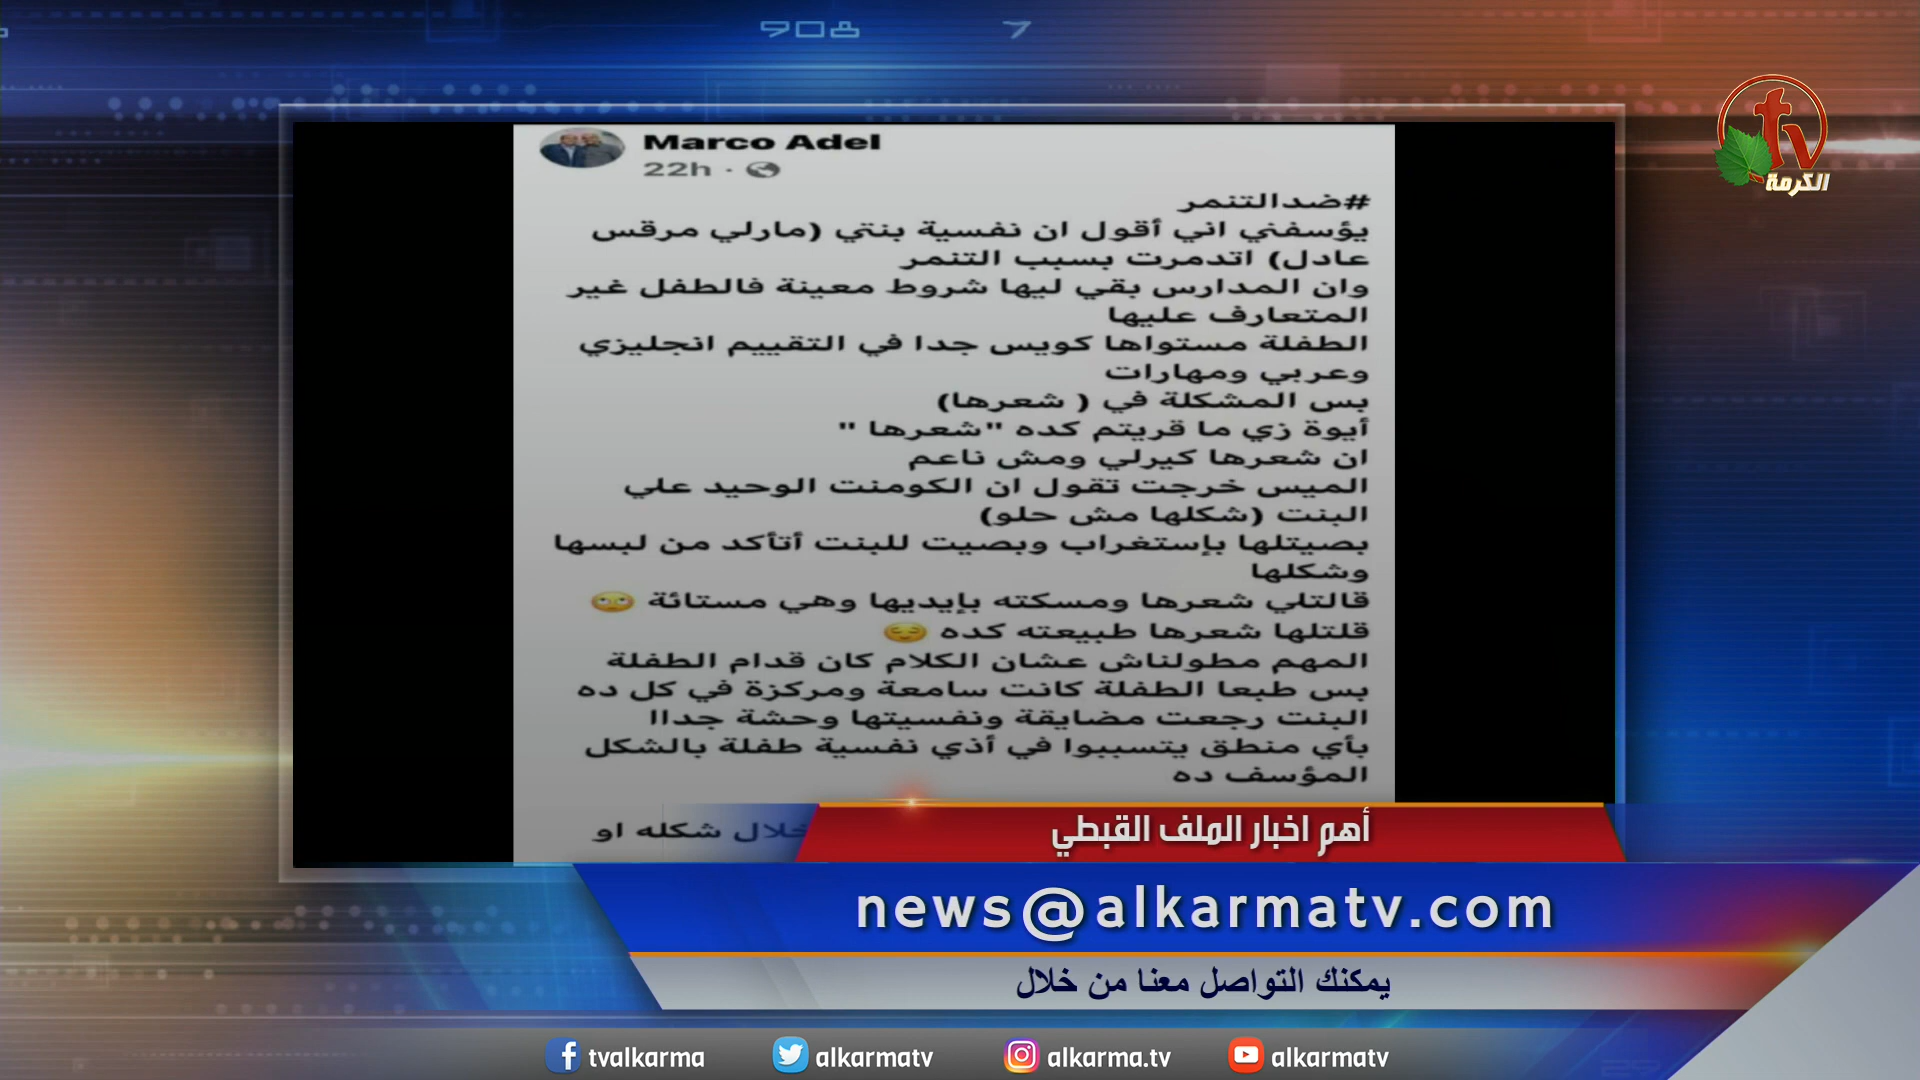 908 7
tv
الكرمة
Marco Adel
22h ·
#ضدالتنمر
يؤسفني اني أقول ان نفسية بنتي (مارلي مرقس
عادل) اتدمرت بسبب التنمر
وان المدارس بقي ليها شروط معينة فالطفل غير
المتعارف عليها
الطفلة مستواها كويس جدا في التقييم انجليزي
وعربي ومهارات
بس المشكلة في ( شعرها)
أيوة زي ما قريتم كده "شعرها "
ان شعرها كيرلي ومش ناعم
الميس خرجت تقول ان الكومنت الوحيد علي
البنت (شكلها مش حلو)
بصيتلها بإستغراب وبصيت للبنت أتأكد من لبسها
وشكلها
قالتلي شعرها ومسكته بإيديها وهي مستائة 🙄
قلتلها شعرها طبيعته كده 😌
المهم مطولناش عشان الكلام كان قدام الطفلة
بس طبعا الطفلة كانت سامعة ومركزة في كل ده
البنت رجعت مضايقة ونفسيتها وحشة جداا
بأي منطق يتسببوا في أذي نفسية طفلة بالشكل
المؤسف ده
خلال شكله او
أهم اخبار الملف القبطي
news@alkarmatv.com
يمكنك التواصل معنا من خلال
tvalkarma alkarmatv alkarma.tv alkarmatv